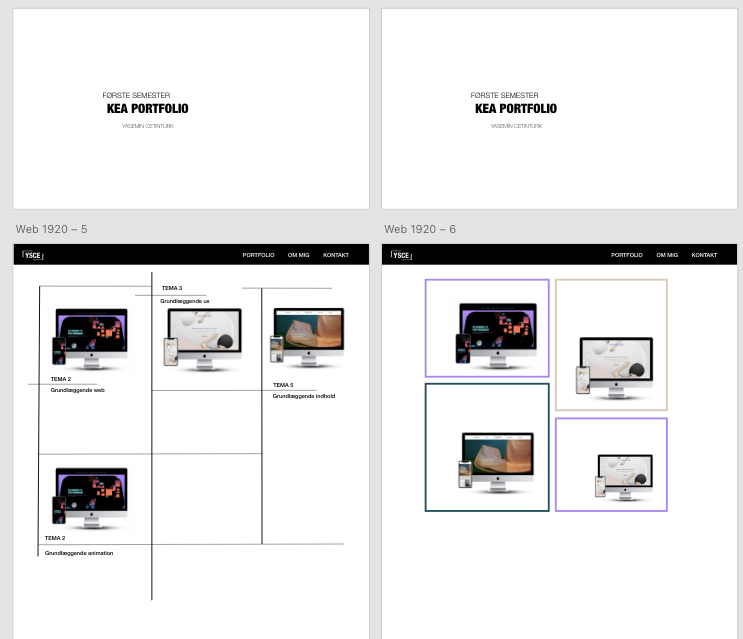 FØRSTE SEMESTER
KEA PORTFOLIO
YASEMIN CETINTURK
FØRSTE SEMESTER
KEA PORTFOLIO
YASEMIN CETINTURK
Web 1920 – 5
Web 1920 – 6
YSCE
PORTFOLIO OM MIG KONTAKT
YSCE
PORTFOLIO OM MIG KONTAKT
TEMA 3
Grundlæggende ux
TEMA 2
Grundlæggende web
TEMA 5
Grundlæggende indhold
TEMA 2
Grundlæggende animation